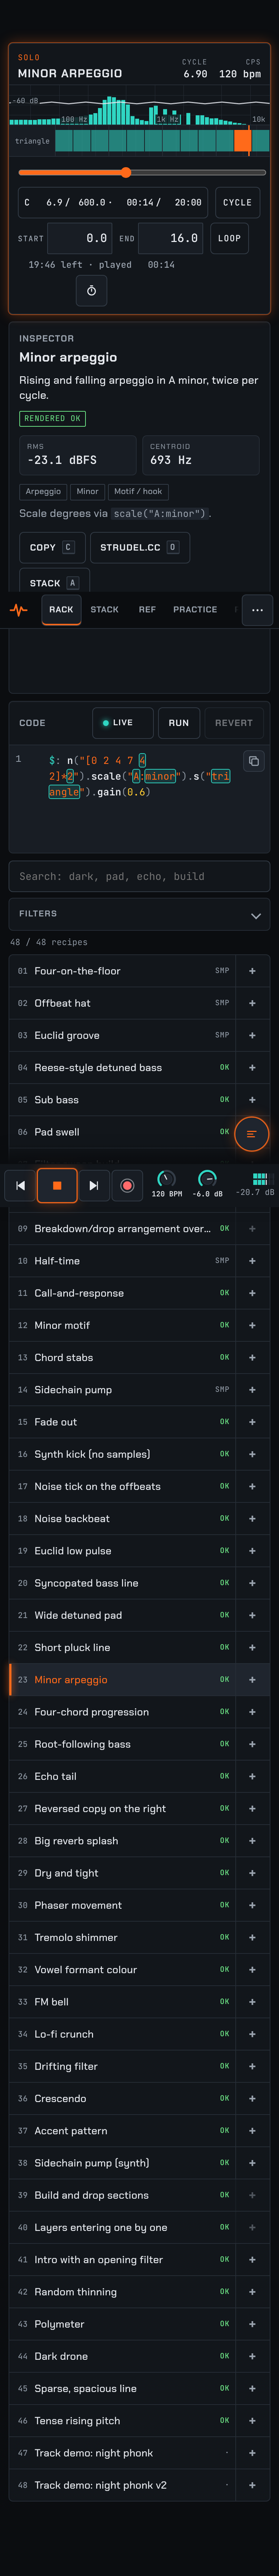 SOLO
MINOR ARPEGGIO
CYCLE
6.90
CPS
120 bpm
-60 dB
100 Hz
1k Hz
10k
triangle
C 6.9 / 600.0 · 00:14 / 20:00
CYCLE
START 0.0 END 16.0 LOOP
19:46 left · played 00:14
INSPECTOR
Minor arpeggio
Rising and falling arpeggio in A minor, twice per
cycle.
RENDERED OK
RMS
-23.1 dBFS
CENTROID
693 Hz
Arpeggio Minor Motif / hook
Scale degrees via scale("A:minor").
COPY C STRUDEL.CC O
STACK A
RACK STACK REF PRACTICE ...
CODE LIVE RUN REVERT
1 $: n("[0 2 4 7 4
2]*2").scale("A:minor").s("tri
angle").gain(0.6)
Search: dark, pad, echo, build
FILTERS
48 / 48 recipes
01 Four-on-the-floor SMP +
02 Offbeat hat SMP +
03 Euclid groove SMP +
04 Reese-style detuned bass OK +
05 Sub bass OK +
06 Pad swell OK
120 BPM -6.0 dB -20.7 dB
09 Breakdown/drop arrangement over... OK +
10 Half-time SMP +
11 Call-and-response OK +
12 Minor motif OK +
13 Chord stabs OK +
14 Sidechain pump SMP +
15 Fade out OK +
16 Synth kick (no samples) OK +
17 Noise tick on the offbeats OK +
18 Noise backbeat OK +
19 Euclid low pulse OK +
20 Syncopated bass line OK +
21 Wide detuned pad OK +
22 Short pluck line OK +
23 Minor arpeggio OK +
24 Four-chord progression OK +
25 Root-following bass OK +
26 Echo tail OK +
27 Reversed copy on the right OK +
28 Big reverb splash OK +
29 Dry and tight OK +
30 Phaser movement OK +
31 Tremolo shimmer OK +
32 Vowel formant colour OK +
33 FM bell OK +
34 Lo-fi crunch OK +
35 Drifting filter OK +
36 Crescendo OK +
37 Accent pattern OK +
38 Sidechain pump (synth) OK +
39 Build and drop sections OK +
40 Layers entering one by one OK +
41 Intro with an opening filter OK +
42 Random thinning OK +
43 Polymeter OK +
44 Dark drone OK +
45 Sparse, spacious line OK +
46 Tense rising pitch OK +
47 Track demo: night phonk · +
48 Track demo: night phonk v2 · +